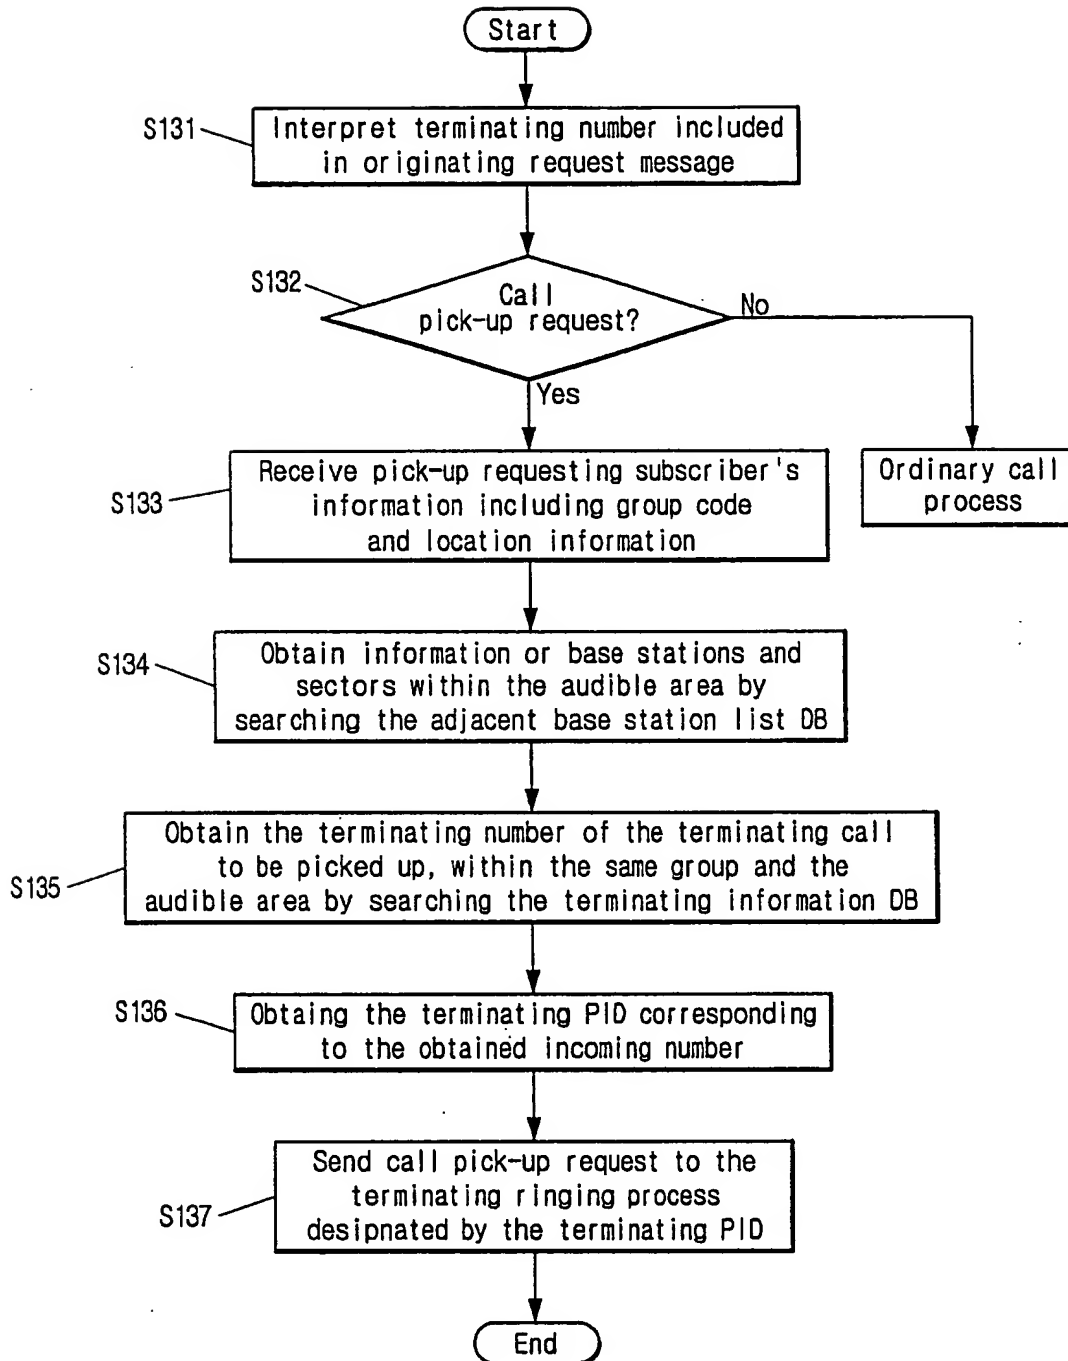 Start
S131
Interpret terminating number included
in originating request message
S132
Call
pick-up request?
No
Yes
S133
Receive pick-up requesting subscriber's
information including group code
and location information
Ordinary call
process
S134
Obtain information or base stations and
sectors within the audible area by
searching the adjacent base station list DB
S135
Obtain the terminating number of the terminating call
to be picked up, within the same group and the
audible area by searching the terminating information DB
S136
Obtaing the terminating PID corresponding
to the obtained incoming number
S137
Send call pick-up request to the
terminating ringing process
desipnated by the terminating PID
End